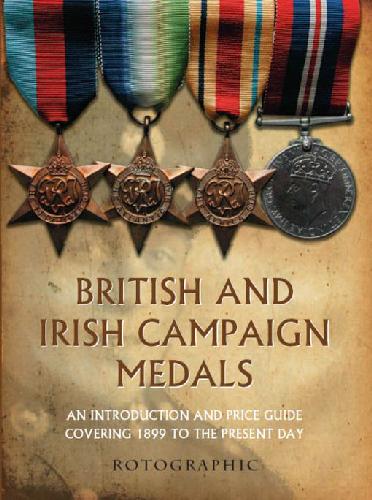 BRITISH AND
IRISH CAMPAIGN
MEDALS
AN INTRODUCTION AND PRICE GUIDE
COVERING 1899 TO THE PRESENT DAY
ROTOGRAPHIC